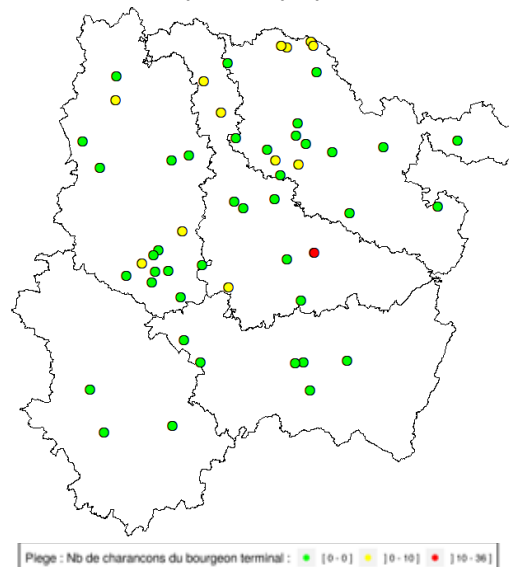 Piege : Nb de charancons du bourgeon terminal : [ 0 - 0 ] ] 0 - 10 ] ] 10 - 36 ]